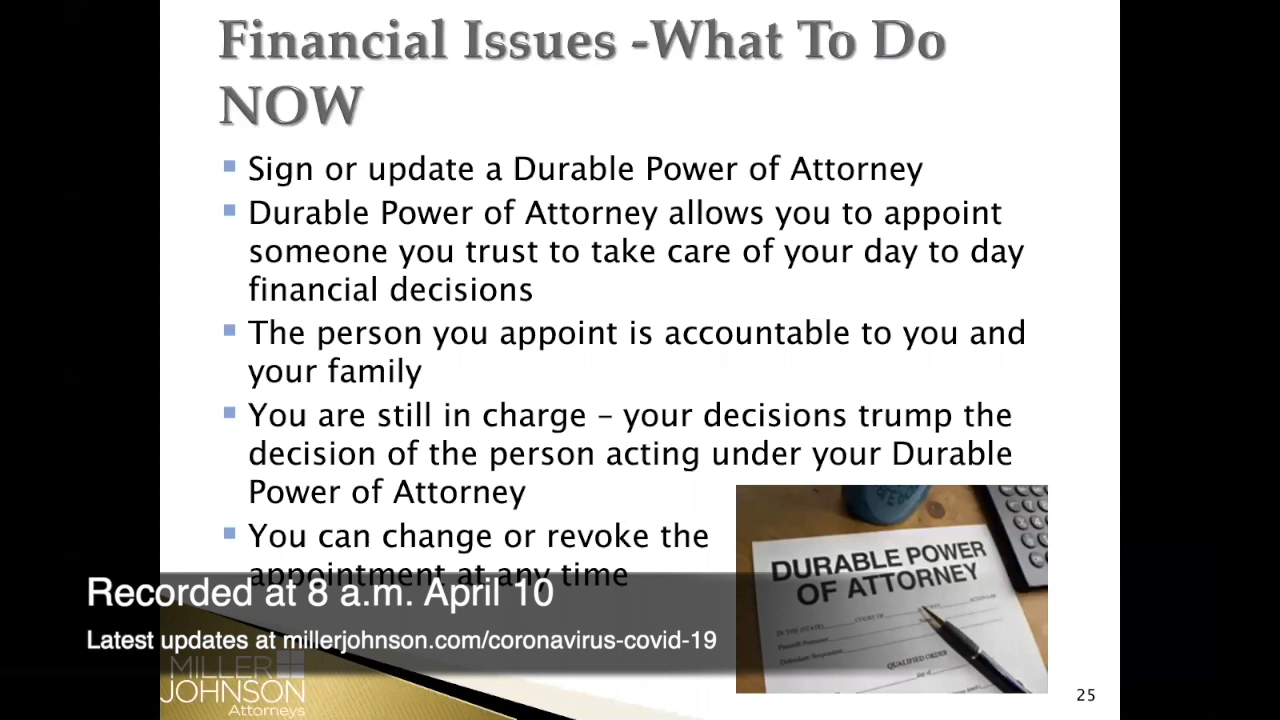 Financial Issues -What To Do
NOW
Sign or update a Durable Power of Attorney
Durable Power of Attorney allows you to appoint
someone you trust to take care of your day to day
financial decisions
The person you appoint is accountable to you and
your family
You are still in charge – your decisions trump the
decision of the person acting under your Durable
Power of Attorney
You can change or revoke the
appointment at any time
DURABLE POWER
OF ATTORNEY
QUALIFIED ORDER
Recorded at 8 a.m. April 10
Latest updates at millerjohnson.com/coronavirus-covid-19
MILLER
JOHNSON
Attorneys
25